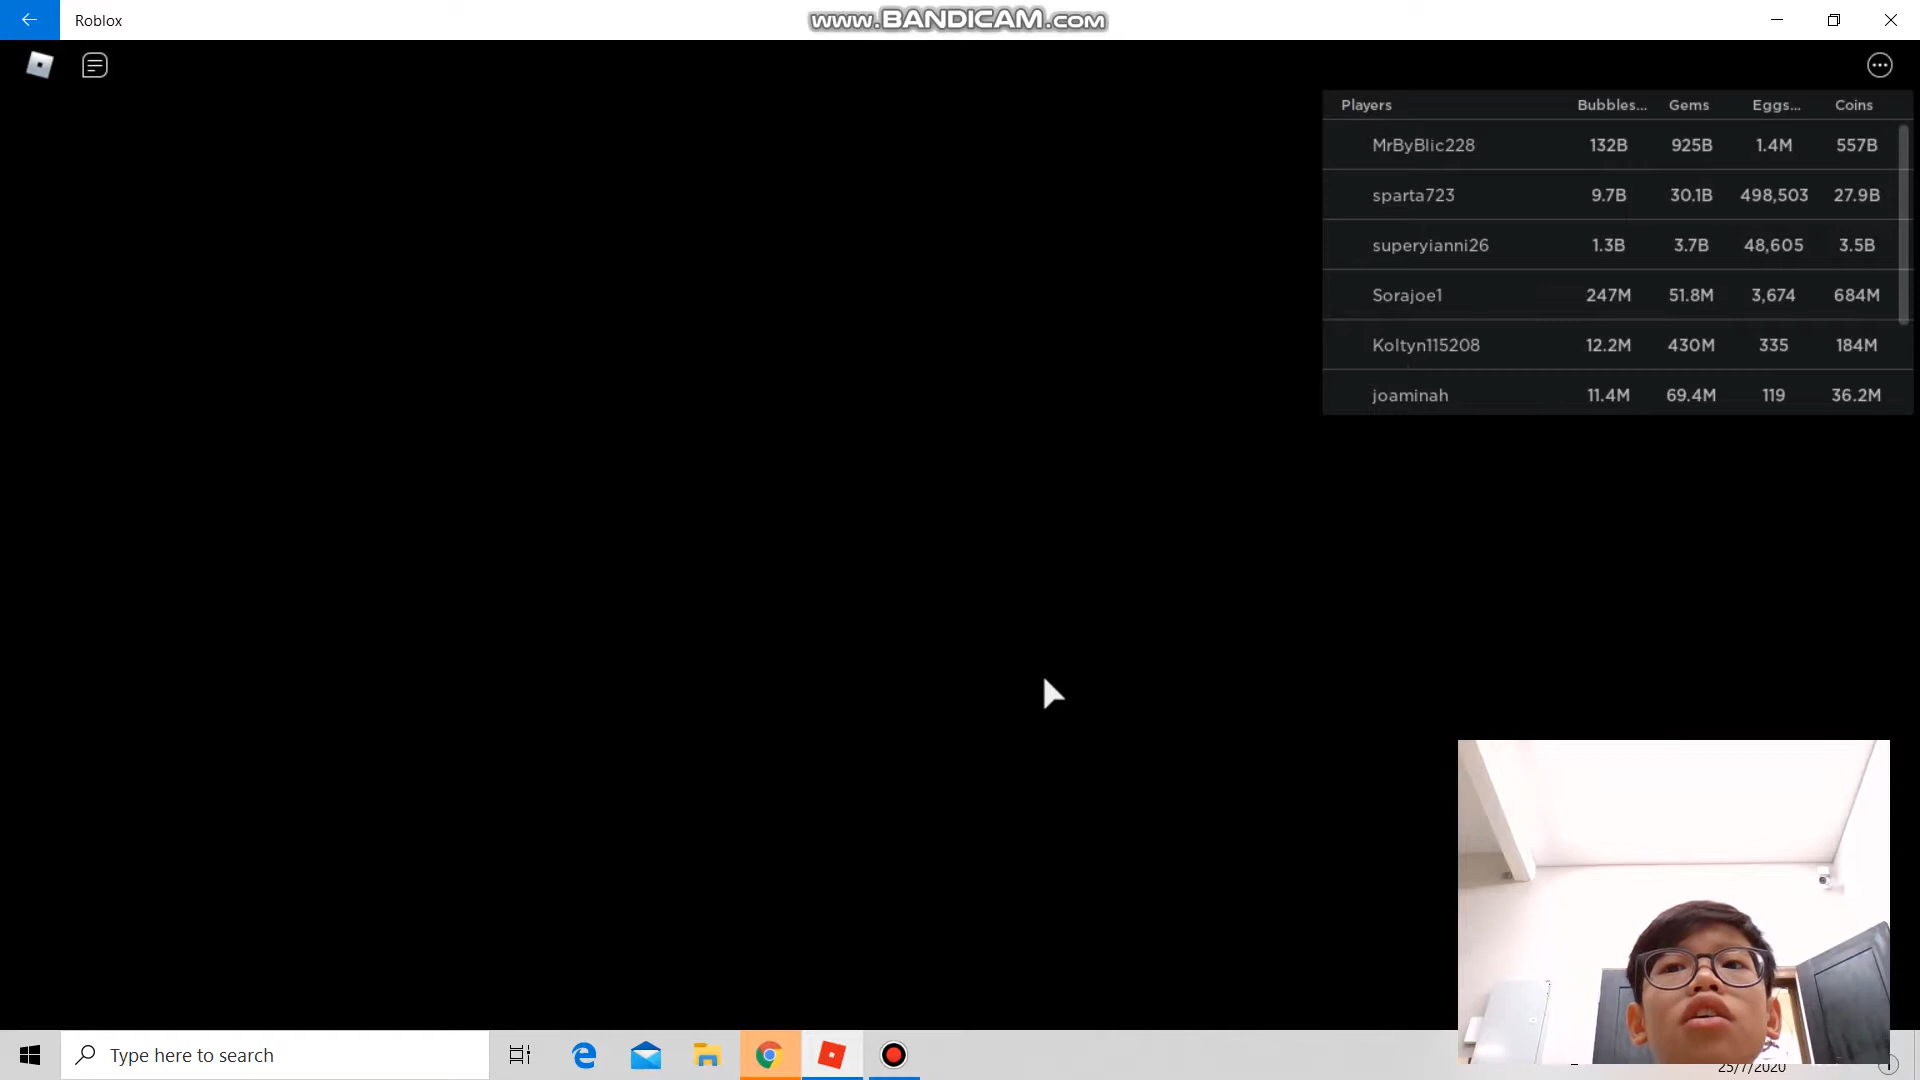 Roblox
www.BANDICAM.com
Players Bubbles... Gems Eggs... Coins
MrByBlic228 132B 925B 1.4M 557B
sparta723 9.7B 30.1B 498,503 27.9B
superyianni26 1.3B 3.7B 48,605 3.5B
Sorajoe1 247M 51.8M 3,674 684M
Koltyn115208 12.2M 430M 335 184M
joaminah 11.4M 69.4M 119 36.2M
Type here to search
25/7/2020